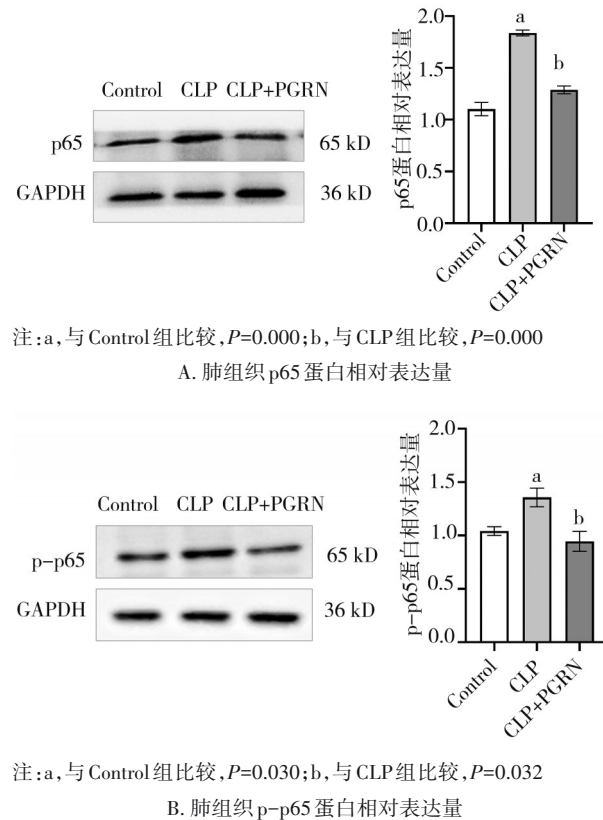 Control CLP CLP+PGRN
p65 65 kD
GAPDH 36 kD
p65蛋白相对表达量
2.0
1.5
1.0
0.5
0.0
a
b
Control
CLP
CLP+PGRN
注:a,与Control组比较,P=0.000;b,与CLP组比较,P=0.000
A. 肺组织p65蛋白相对表达量
Control CLP CLP+PGRN
p-p65 65 kD
GAPDH 36 kD
p-p65蛋白相对表达量
2.0
1.5
1.0
0.5
0.0
a
b
Control
CLP
CLP+PGRN
注:a,与Control组比较,P=0.030;b,与CLP组比较,P=0.032
B. 肺组织p-p65蛋白相对表达量